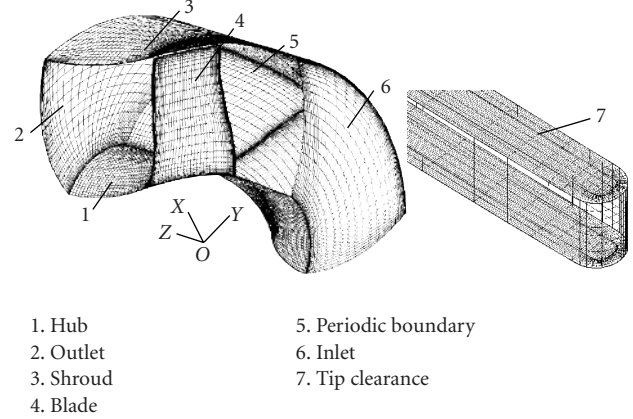 3
4
5
6
7
2
1
X
Y
Z
O
1. Hub
2. Outlet
3. Shroud
4. Blade
5. Periodic boundary
6. Inlet
7. Tip clearance